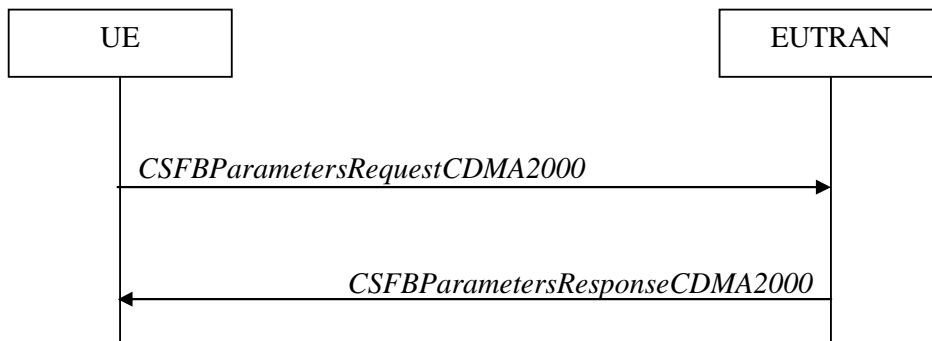 UE
EUTRAN
CSFBParametersRequestCDMA2000
CSFBParametersResponseCDMA2000